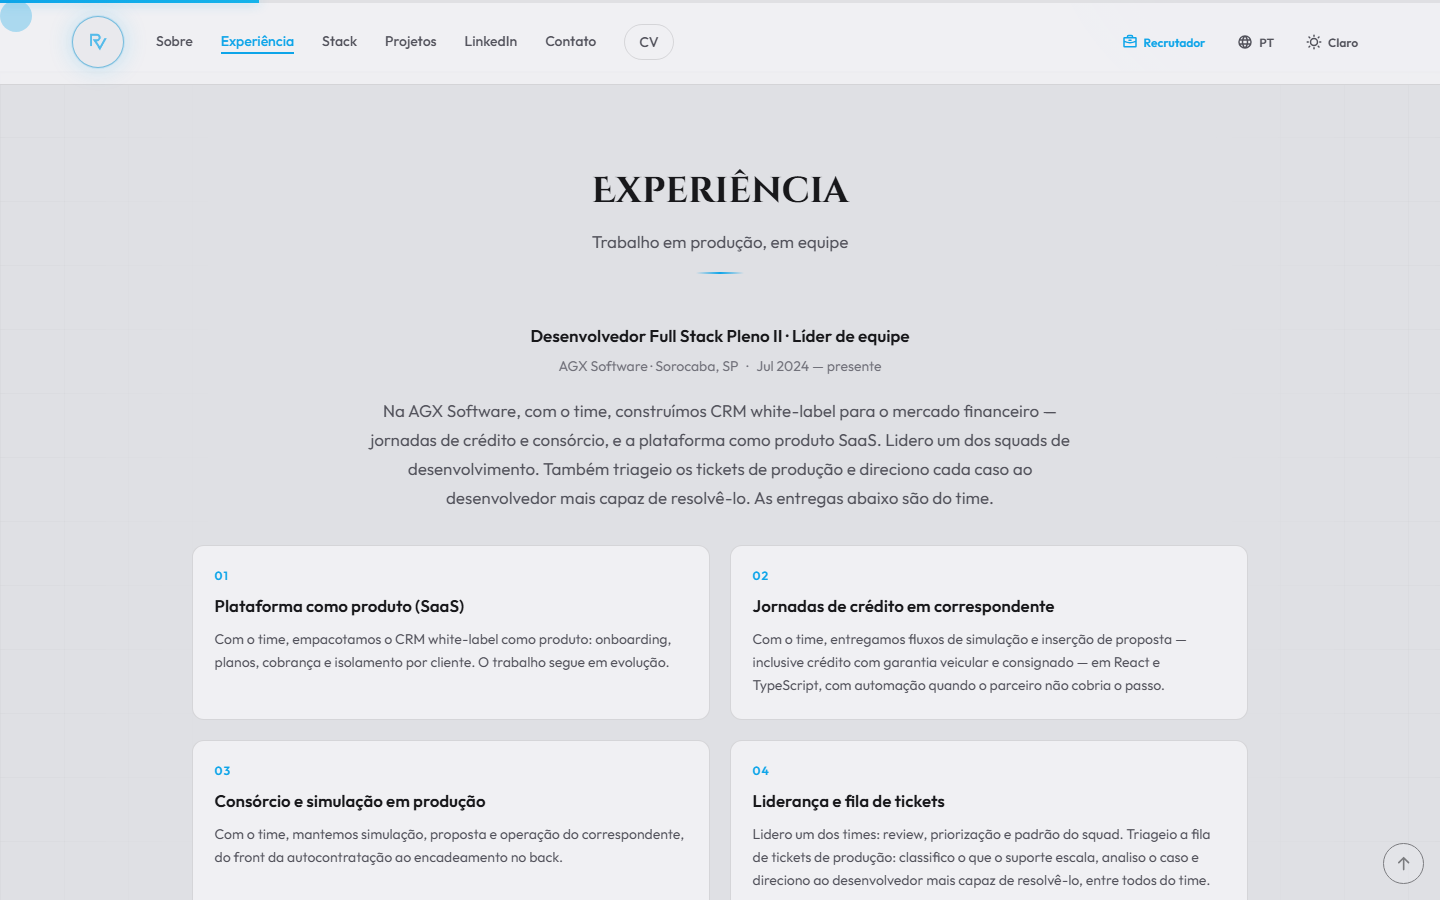 RV
Sobre
Experiência
Stack
Projetos
LinkedIn
Contato
CV
Recrutador
PT
Claro
Experiência
Trabalho em produção, em equipe
Desenvolvedor Full Stack Pleno II · Líder de equipe
AGX Software · Sorocaba, SP · Jul 2024 — presente
Na AGX Software, com o time, construímos CRM white-label para o mercado financeiro —
jornadas de crédito e consórcio, e a plataforma como produto SaaS. Lidero um dos squads de
desenvolvimento. Também triageio os tickets de produção e direciono cada caso ao
desenvolvedor mais capaz de resolvê-lo. As entregas abaixo são do time.
01
Plataforma como produto (SaaS)
Com o time, empacotamos o CRM white-label como produto: onboarding,
planos, cobrança e isolamento por cliente. O trabalho segue em evolução.
02
Jornadas de crédito em correspondente
Com o time, entregamos fluxos de simulação e inserção de proposta —
inclusive crédito com garantia veicular e consignado — em React e
TypeScript, com automação quando o parceiro não cobria o passo.
03
Consórcio e simulação em produção
Com o time, mantemos simulação, proposta e operação do correspondente,
do front da autocontratação ao encadeamento no back.
04
Liderança e fila de tickets
Lidero um dos times: review, priorização e padrão do squad. Triageio a fila
de tickets de produção: classifico o que o suporte escala, analiso o caso e
direciono ao desenvolvedor mais capaz de resolvê-lo, entre todos do time.